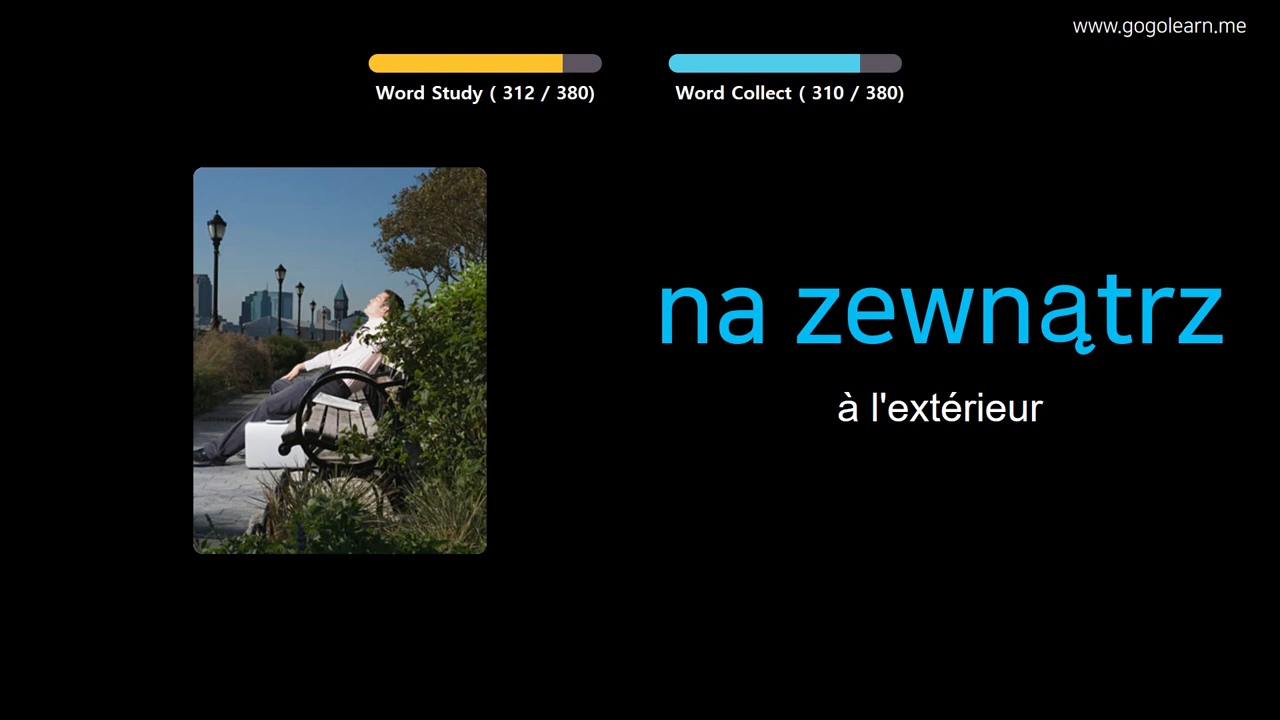 www.gogolearn.me
Word Study ( 312 / 380)
Word Collect ( 310 / 380)
na zewnątrz
à l'extérieur